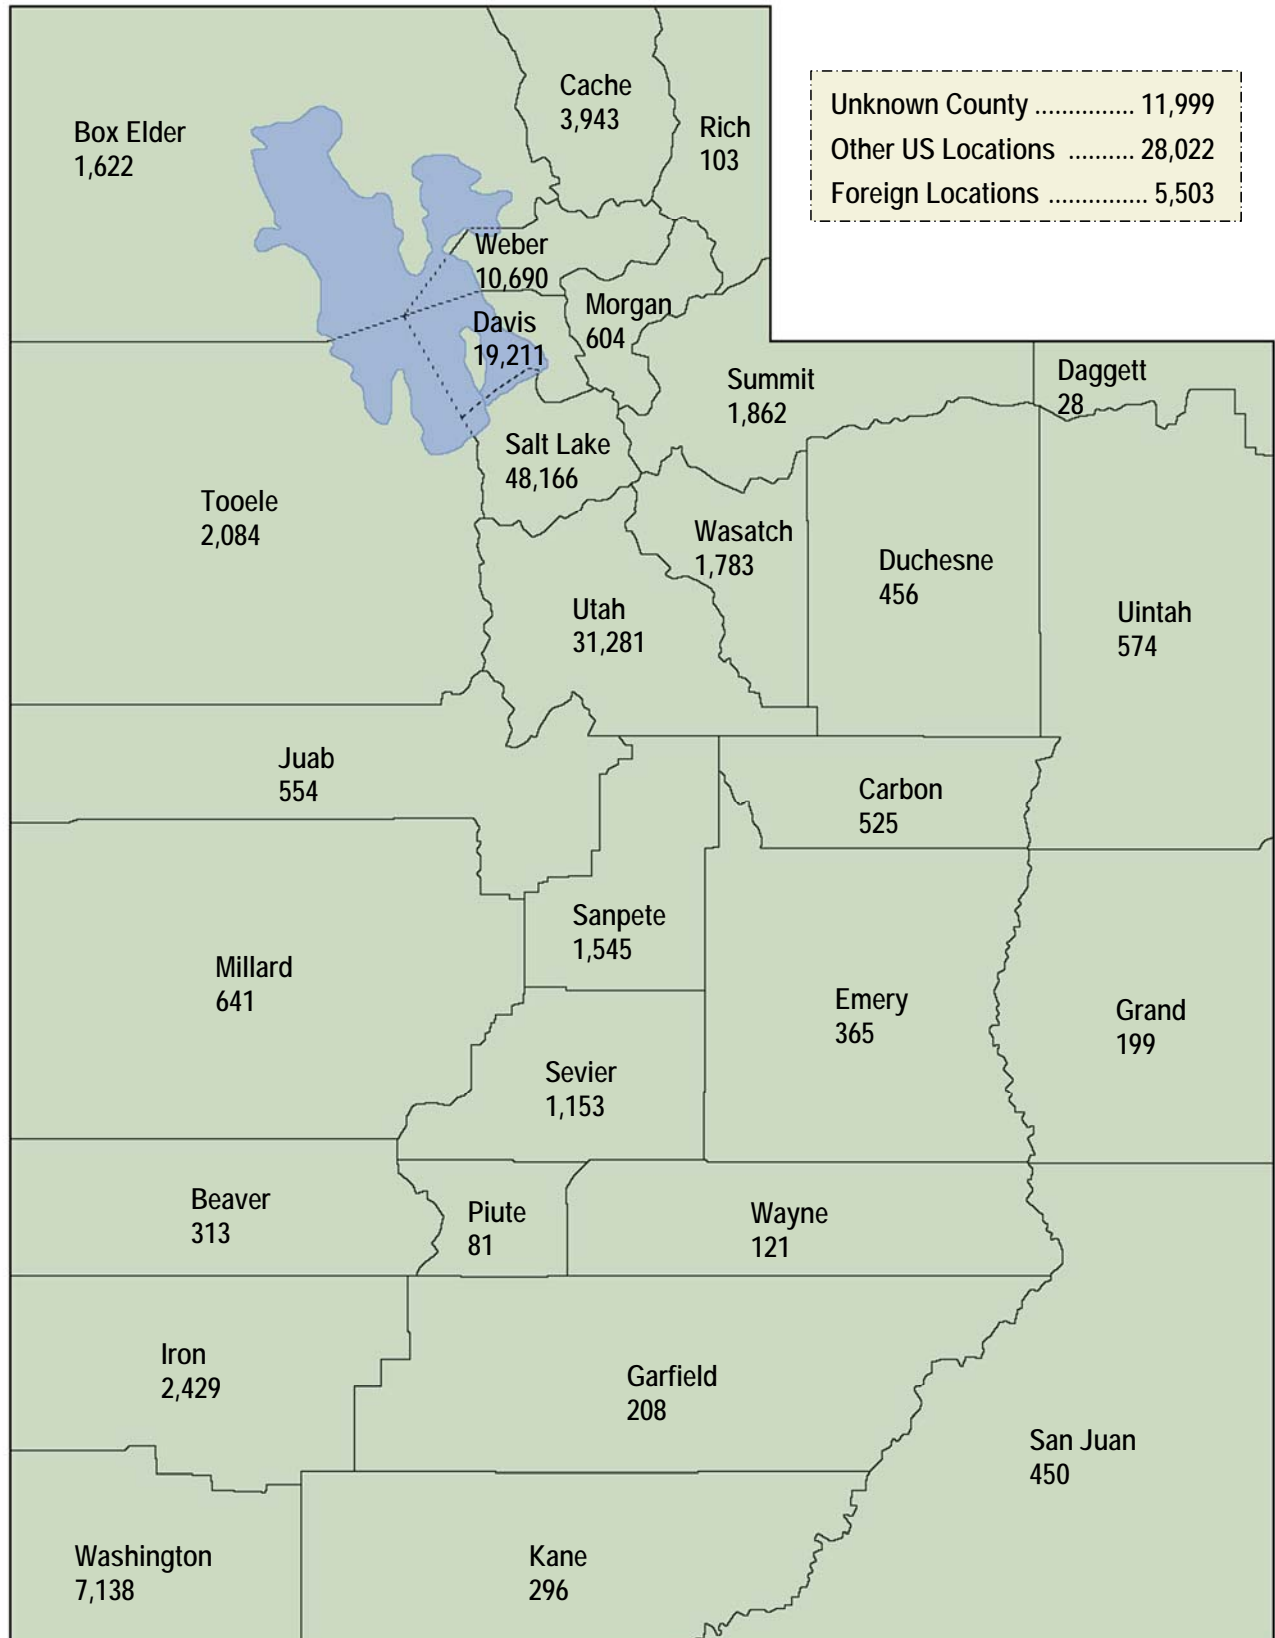 Cache
3,943
Rich
103
Box Elder
1,622
Unknown County .............. 11,999
Other US Locations .......... 28,022
Foreign Locations ............... 5,503
Weber
10,690
Morgan
604
Davis
19,211
Summit
1,862
Daggett
28
Salt Lake
48,166
Tooele
2,084
Wasatch
1,783
Duchesne
456
Utah
31,281
Uintah
574
Juab
554
Carbon
525
Sanpete
1,545
Millard
641
Emery
365
Grand
199
Sevier
1,153
Beaver
313
Piute
81
Wayne
121
Iron
2,429
Garfield
208
San Juan
450
Washington
7,138
Kane
296